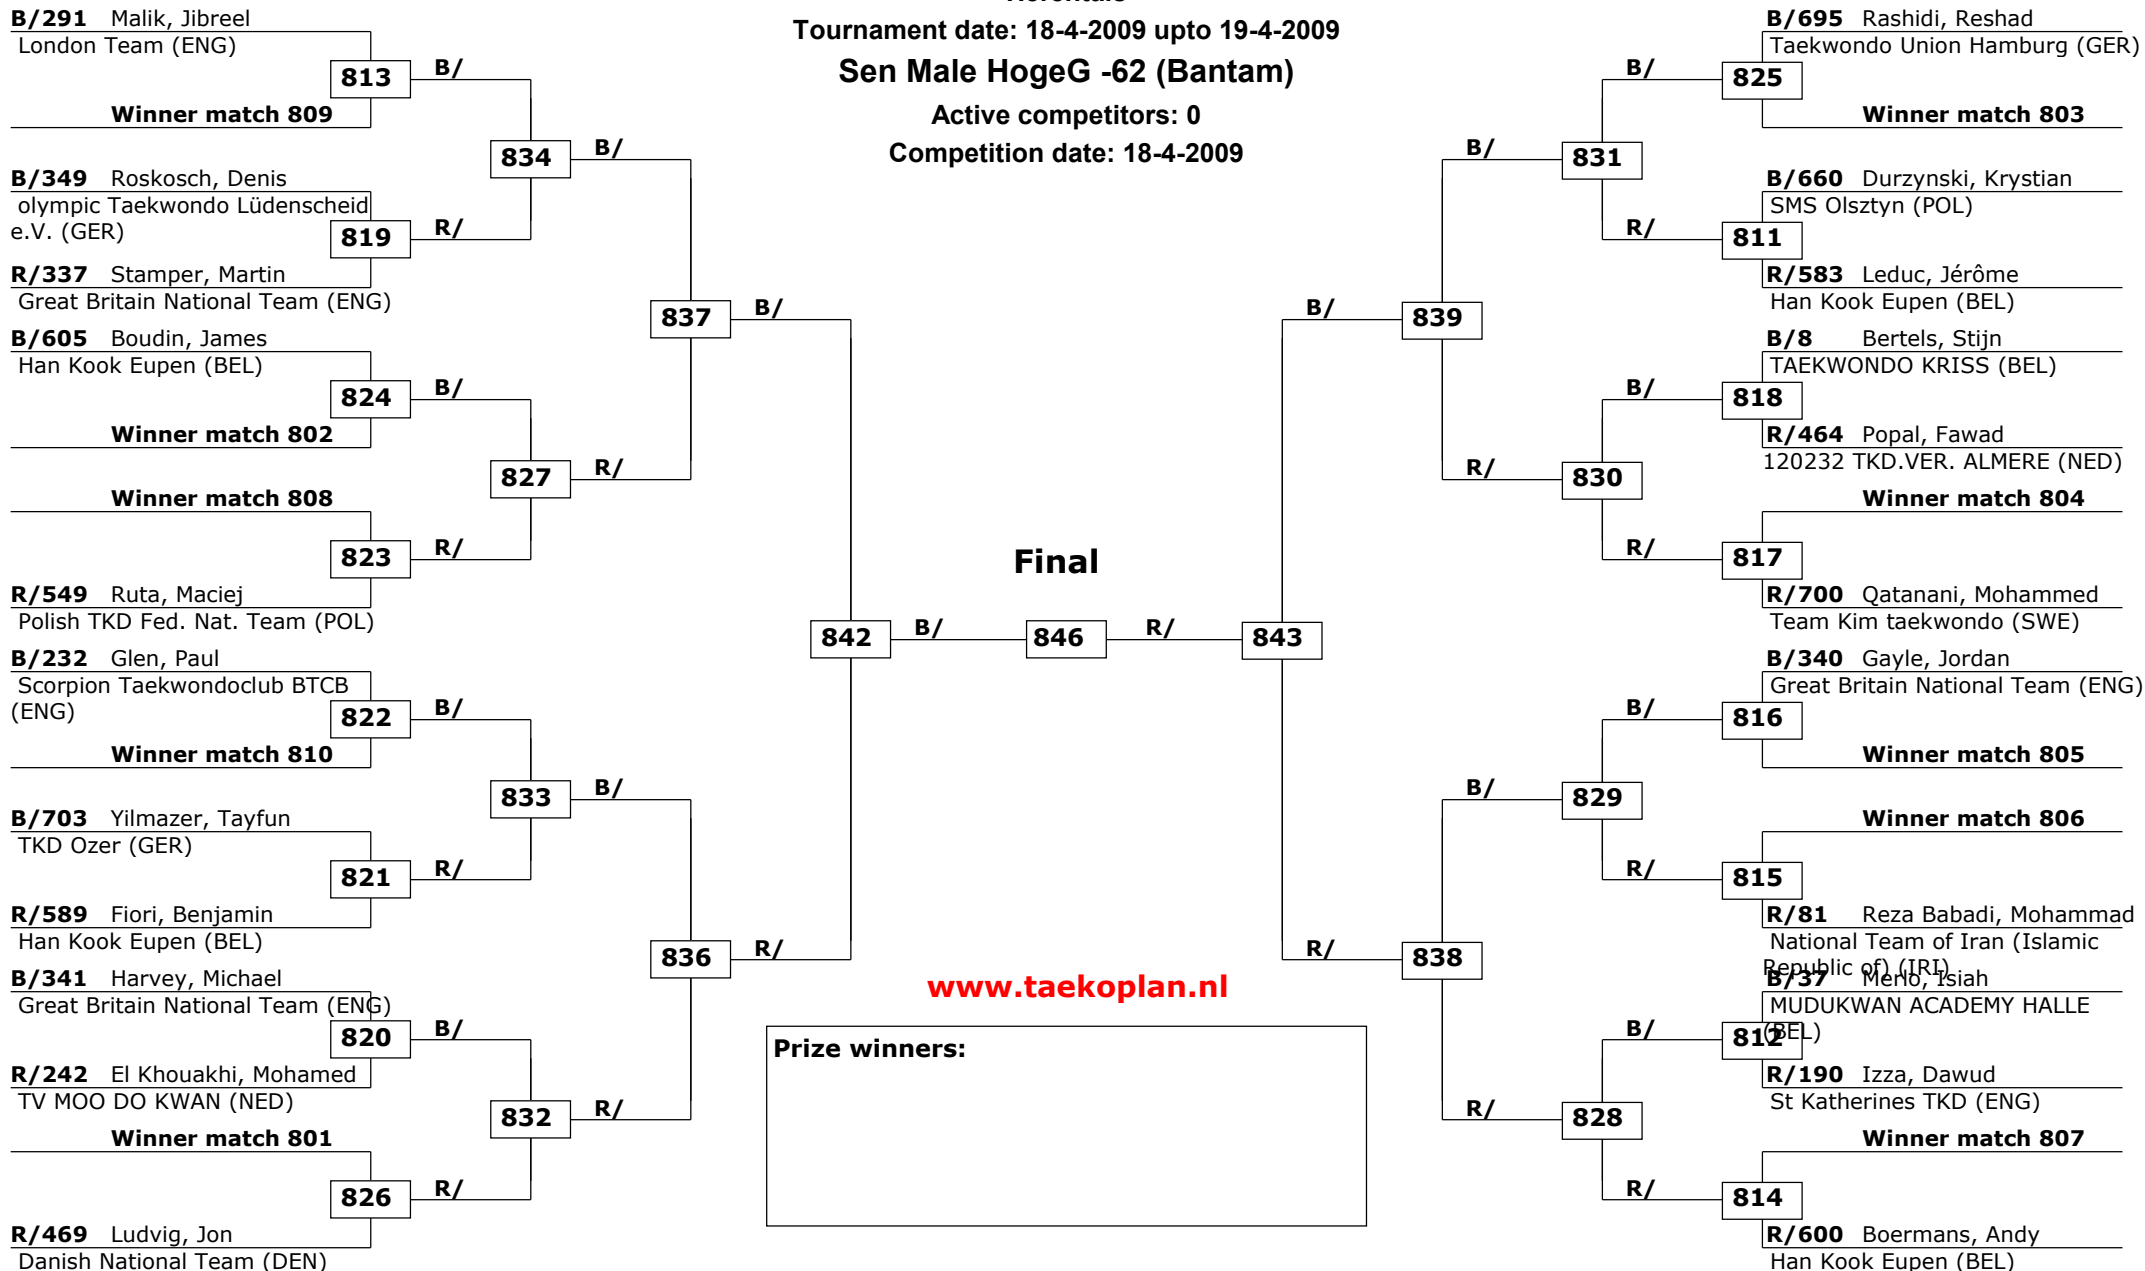 Tournament date: 18-4-2009 upto 19-4-2009
Sen Male HogeG -62 (Bantam)
Active competitors: 0
Competition date: 18-4-2009
B/291 Malik, Jibreel
London Team (ENG)
813
B/
Winner match 809
834
B/
B/349 Roskosch, Denis
olympic Taekwondo Lüdenscheid
e.V. (GER)
819
R/
R/337 Stamper, Martin
Great Britain National Team (ENG)
837
B/
B/605 Boudin, James
Han Kook Eupen (BEL)
824
B/
Winner match 802
827
R/
Winner match 808
823
R/
R/549 Ruta, Maciej
Polish TKD Fed. Nat. Team (POL)
842
B/
B/232 Glen, Paul
Scorpion Taekwondoclub BTCB
(ENG)
822
B/
Winner match 810
833
B/
B/703 Yilmazer, Tayfun
TKD Ozer (GER)
821
R/
R/589 Fiori, Benjamin
Han Kook Eupen (BEL)
836
R/
B/341 Harvey, Michael
Great Britain National Team (ENG)
820
B/
R/242 El Khouakhi, Mohamed
TV MOO DO KWAN (NED)
832
R/
Winner match 801
826
R/
R/469 Ludvig, Jon
Danish National Team (DEN)
Final
846
R/
843
www.taekoplan.nl
Prize winners:
B/695 Rashidi, Reshad
Taekwondo Union Hamburg (GER)
B/
825
Winner match 803
B/
831
B/660 Durzynski, Krystian
SMS Olsztyn (POL)
R/
811
R/583 Leduc, Jérôme
Han Kook Eupen (BEL)
B/
839
B/8 Bertels, Stijn
TAEKWONDO KRISS (BEL)
B/
818
R/464 Popal, Fawad
120232 TKD.VER. ALMERE (NED)
R/
830
Winner match 804
R/
817
R/700 Qatanani, Mohammed
Team Kim taekwondo (SWE)
B/340 Gayle, Jordan
Great Britain National Team (ENG)
B/
816
Winner match 805
B/
829
Winner match 806
R/
815
R/81 Reza Babadi, Mohammad
National Team of Iran (Islamic
Republic of) (IRI)
R/
838
B/37 Merlo, Isiah
MUDUKWAN ACADEMY HALLE
(BEL)
B/
812
R/190 Izza, Dawud
St Katherines TKD (ENG)
R/
828
Winner match 807
R/
814
R/600 Boermans, Andy
Han Kook Eupen (BEL)